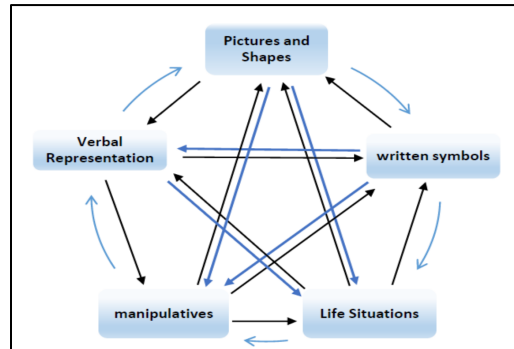 Pictures and
Shapes
Verbal
Representation
written symbols
manipulatives
Life Situations